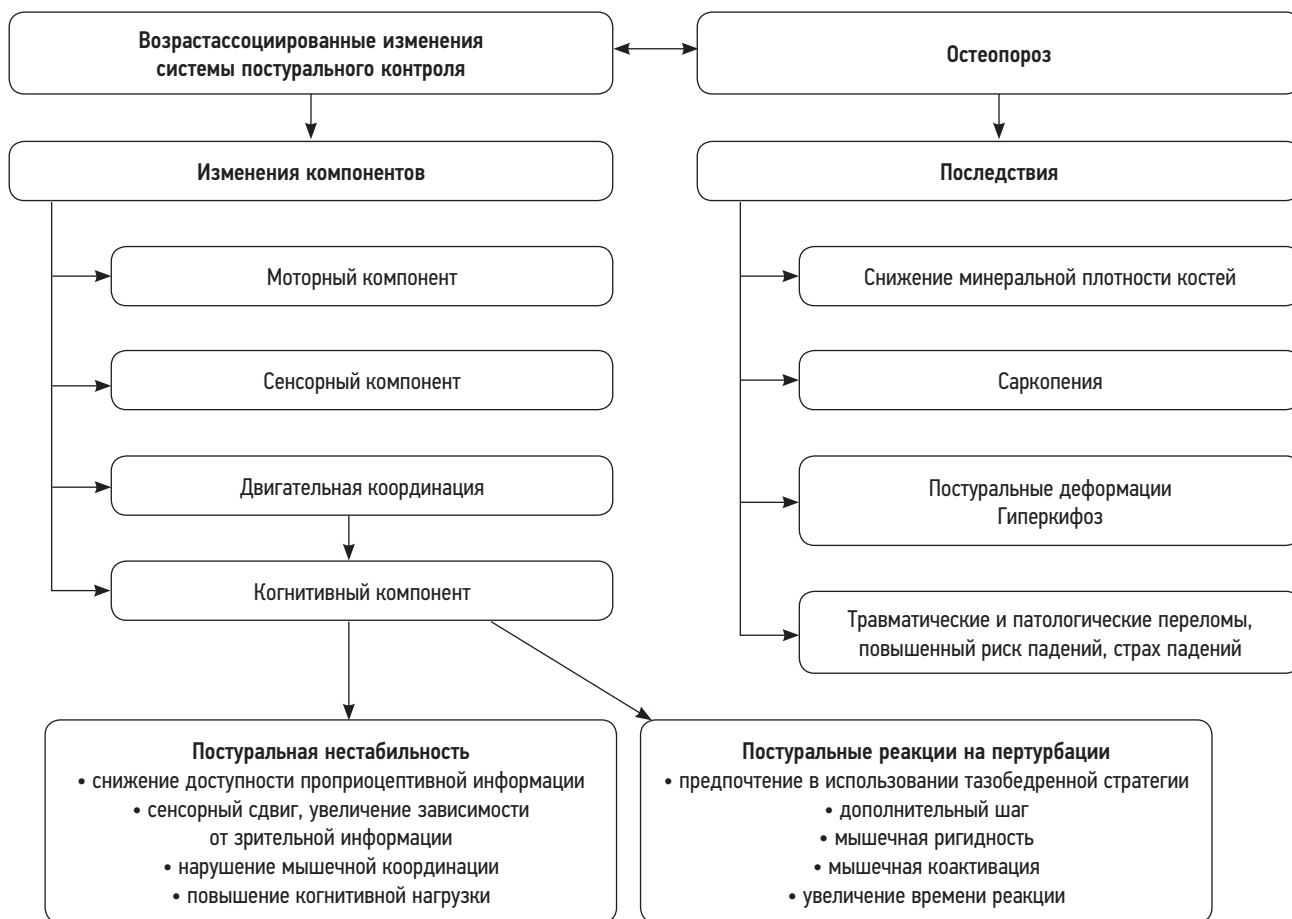 Возрастассоциированные изменения
системы постурального контроля
Остеопороз
Изменения компонентов
Последствия
Моторный компонент
Снижение минеральной плотности костей
Сенсорный компонент
Саркопения
Двигательная координация
Постуральные деформации
Гиперкифоз
Когнитивный компонент
Травматические и патологические переломы,
повышенный риск падений, страх падений
Постуральная нестабильность
• снижение доступности проприоцептивной информации
• сенсорный сдвиг, увеличение зависимости
от зрительной информации
• нарушение мышечной координации
• повышение когнитивной нагрузки
Постуральные реакции на пертурбации
• предпочтение в использовании тазобедренной стратегии
• дополнительный шаг
• мышечная ригидность
• мышечная коактивация
• увеличение времени реакции